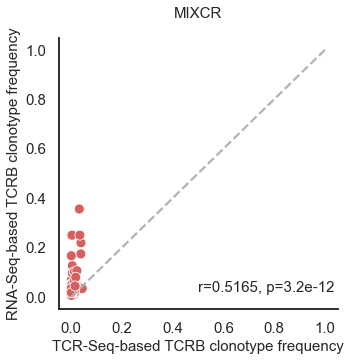 MIXCR
RNA-Seq-based TCRB clonotype frequency
1.0
0.8
0.6
0.4
0.2
0.0
r=0.5165, p=3.2e-12
0.0 0.2 0.4 0.6 0.8 1.0
TCR-Seq-based TCRB clonotype frequency